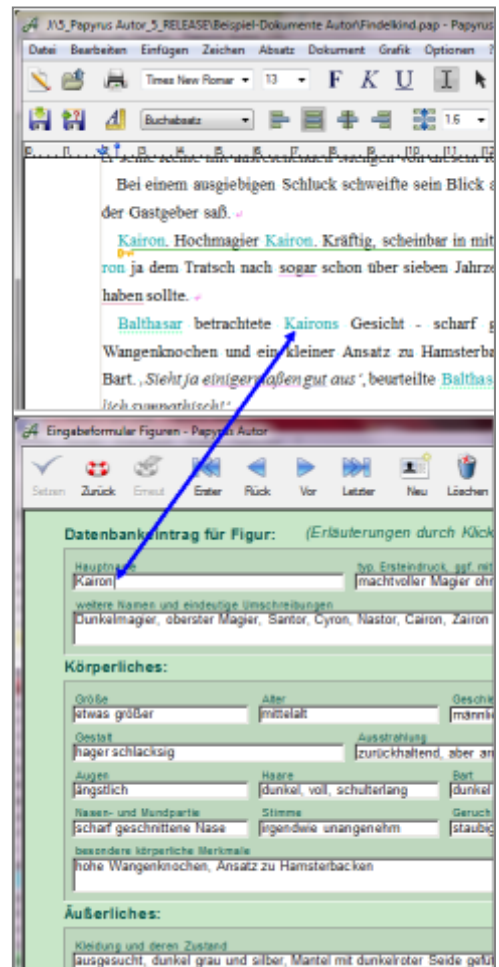 J:\5_Papyrus Autor_5_RELEASE\Beispiel-Dokumente Autor\Findelkind.pap - Papyrus
Datei Bearbeiten Einfügen Zeichen Absatz Dokument Grafik Optionen
Times New Roman 13 F K U I
Buchabsatz 1.6
Bei einem ausgiebigen Schluck schweifte sein Blick
der Gastgeber saß.
Kairon. Hochmagier Kairon. Kräftig, scheinbar in mit
ron ja dem Tratsch nach sogar schon über sieben Jahrz
haben sollte.
Balthasar betrachtete Kairons Gesicht - scharf g
Wangenknochen und ein kleiner Ansatz zu Hamsterba
Bart. „Sieht ja einigermaßen gut aus“, beurteilte Balthas
lich sympathisch!“
Eingabeformular Figuren - Papyrus Autor
Setzen Zurück Erneut Erster Rück Vor Letzter Neu Löschen
Datenbankeintrag für Figur: (Erläuterungen durch Klick
Hauptname typ. Ersteindruck, ggf. mit
Kairon machtvoller Magier ohn
weitere Namen und eindeutige Umschreibungen
Dunkelmagier, oberster Magier, Santor, Cyron, Nastor, Cairon, Zairon
Körperliches:
Größe Alter Geschle
etwas größer mittelalt männli
Gestalt Ausstrahlung
hager schlacksig zurückhaltend, aber an
Augen Haare Bart
ängstlich dunkel, voll, schulterlang dunkel
Nasen- und Mundpartie Stimme Geruch
scharf geschnittene Nase irgendwie unangenehm staubig
besondere körperliche Merkmale
hohe Wangenknochen, Ansatz zu Hamsterbacken
Äußerliches:
Kleidung und deren Zustand
ausgesucht, dunkel grau und silber, Mantel mit dunkelroter Seide gefü